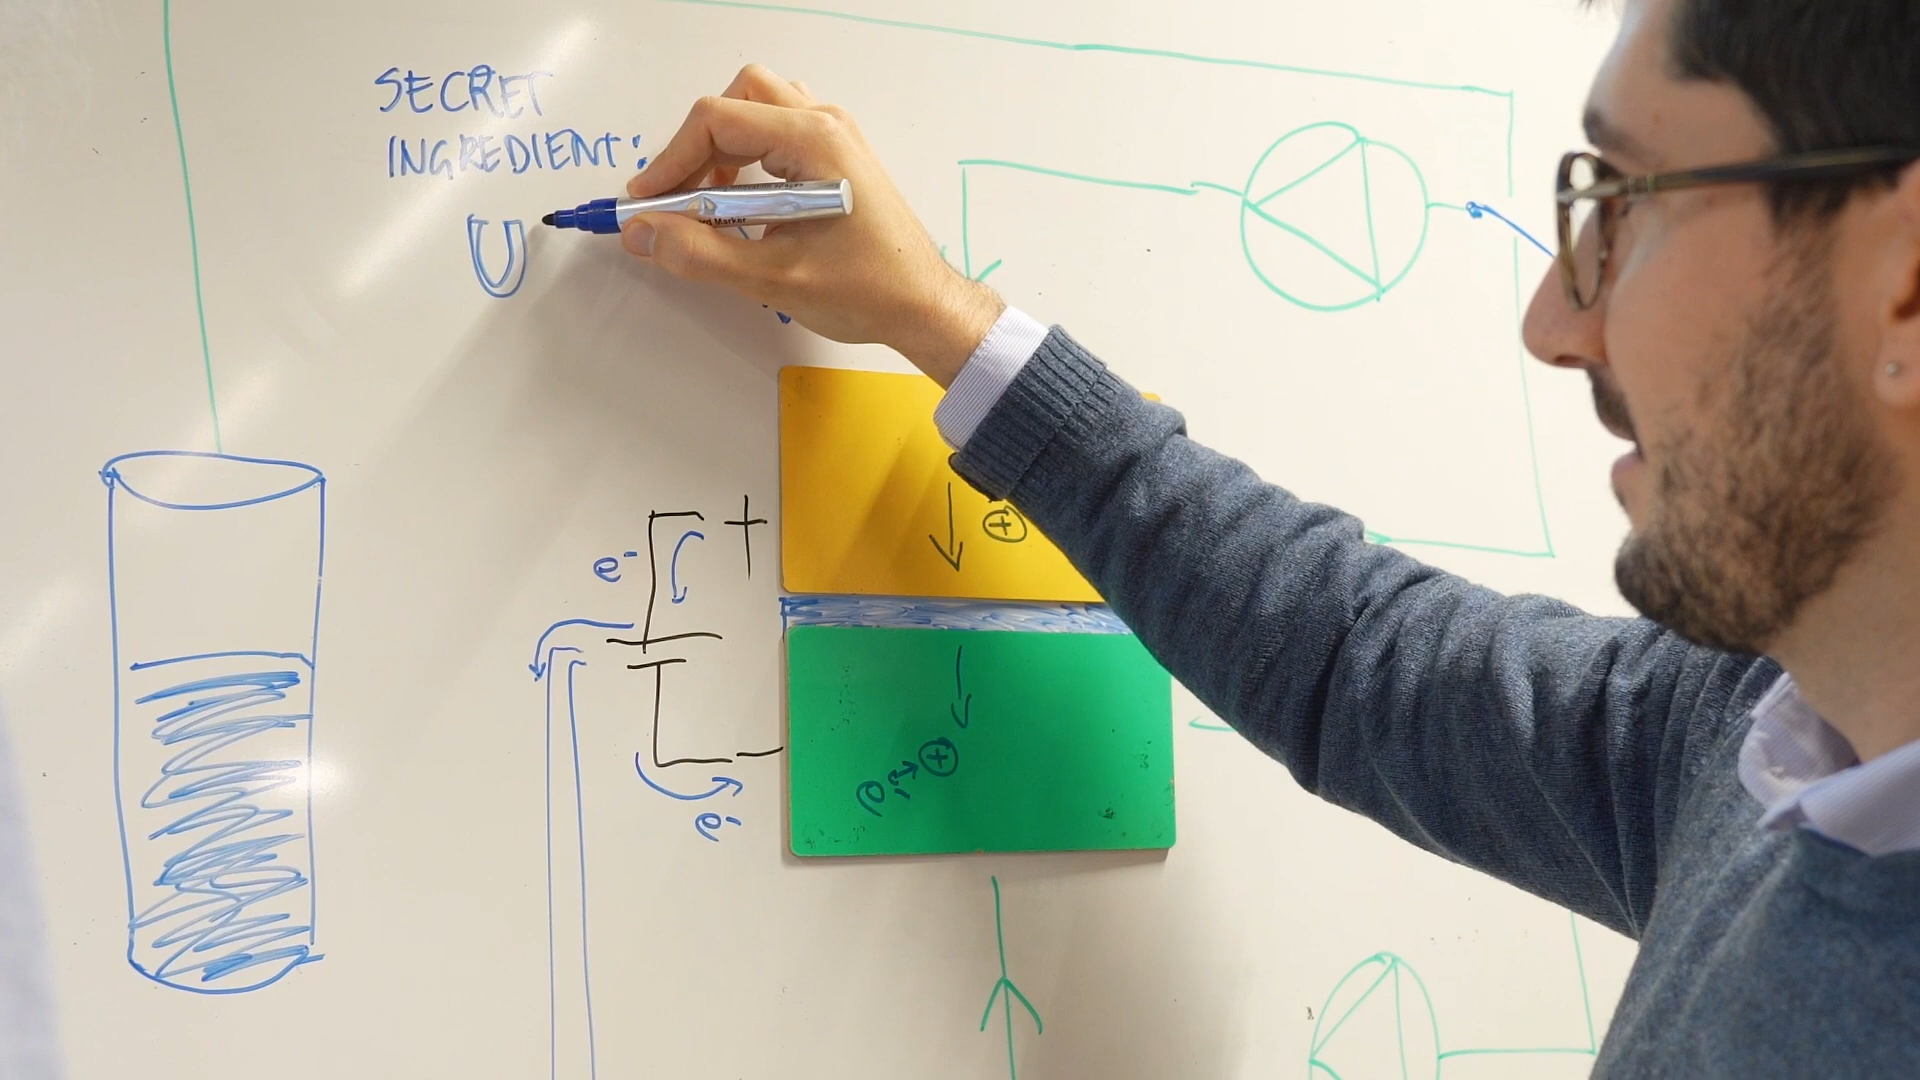 SECRET
INGREDIENT:
U
e⁻
+
⊕
−
⊕
e⁻